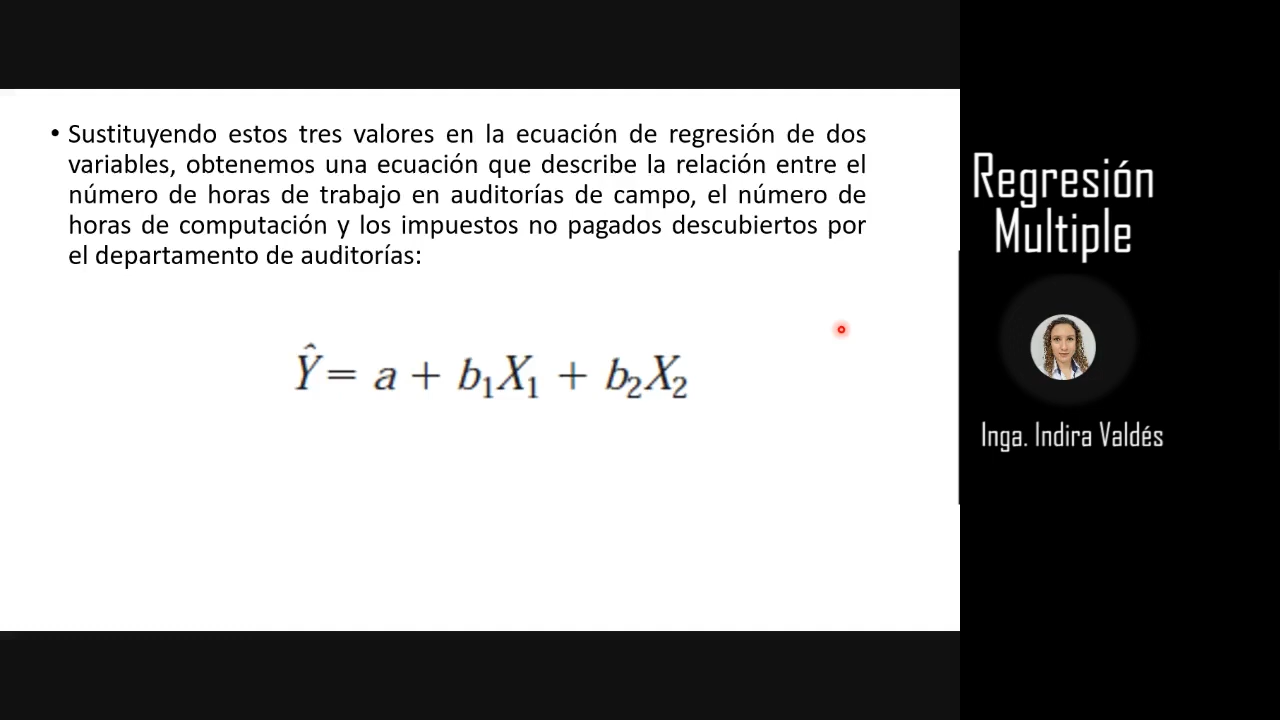 • Sustituyendo estos tres valores en la ecuación de regresión de dos
variables, obtenemos una ecuación que describe la relación entre el
número de horas de trabajo en auditorías de campo, el número de
horas de computación y los impuestos no pagados descubiertos por
el departamento de auditorías:
Ŷ = a + b₁X₁ + b₂X₂
Regresión
Multiple
Inga. Indira Valdés